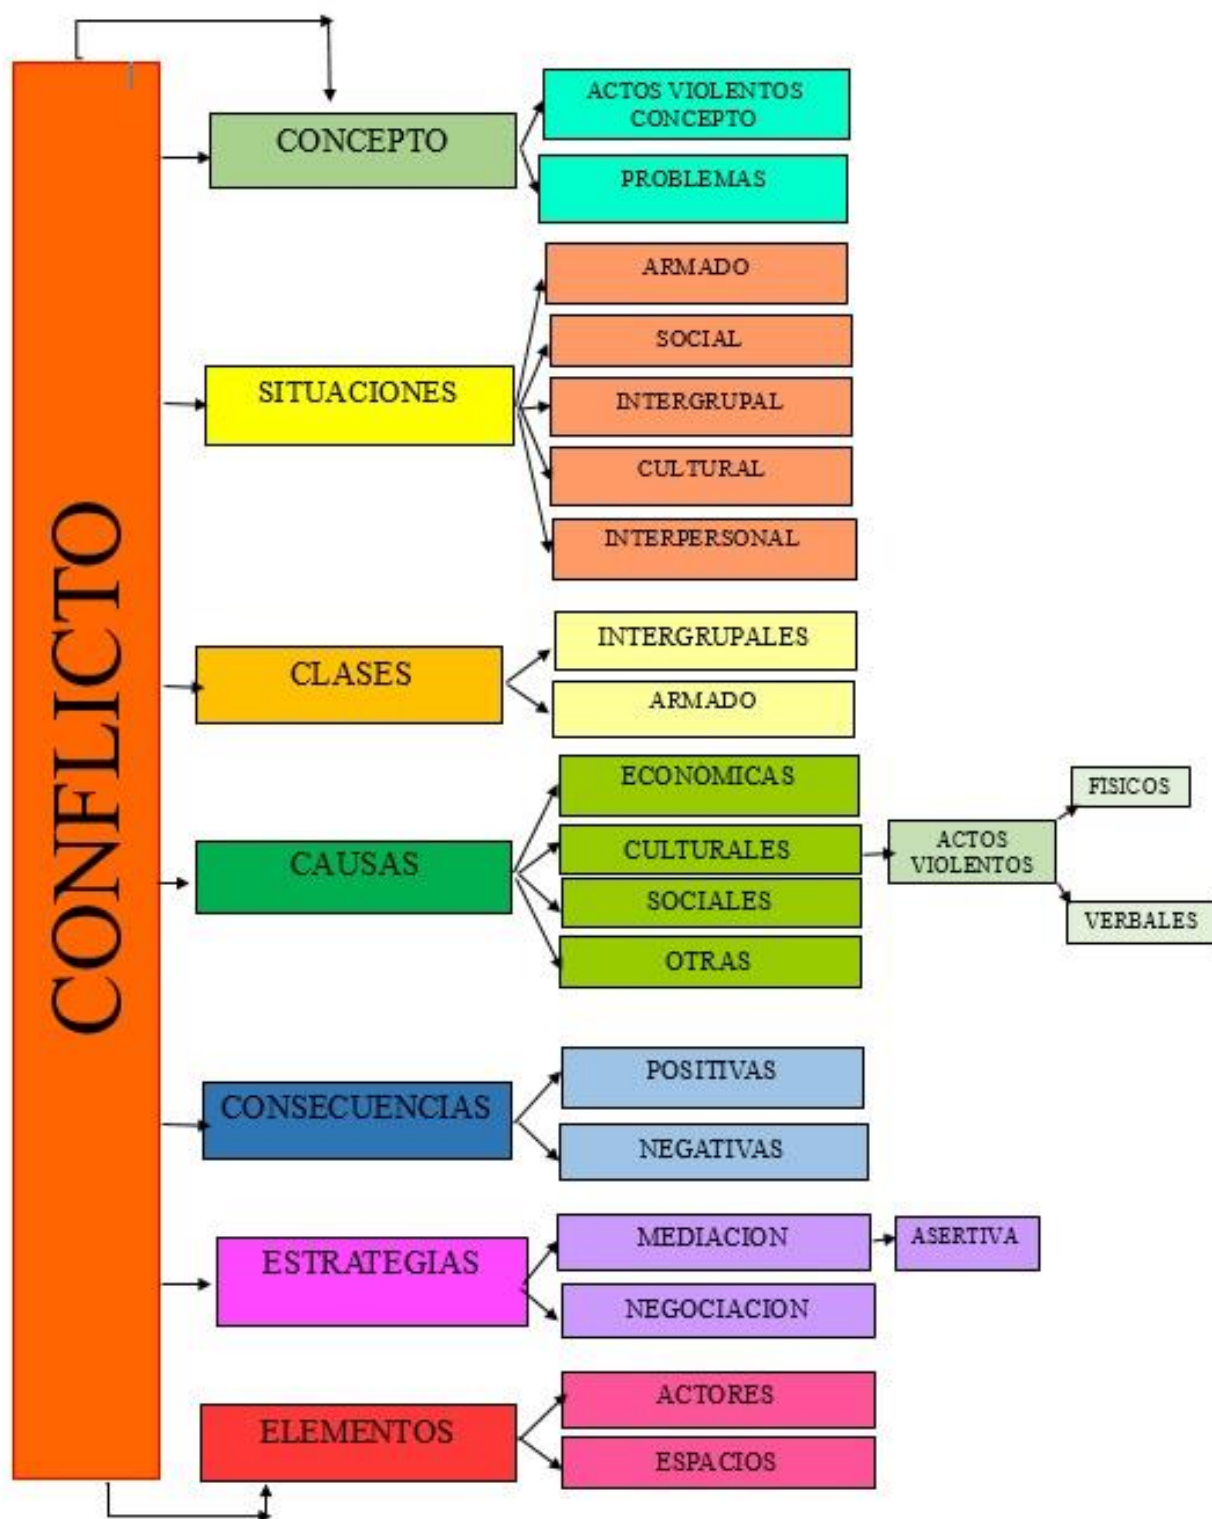 CONFLICTO
CONCEPTO
ACTOS VIOLENTOS
CONCEPTO
PROBLEMAS
SITUACIONES
ARMADO
SOCIAL
INTERGRUPAL
CULTURAL
INTERPERSONAL
CLASES
INTERGRUPALES
ARMADO
CAUSAS
ECONOMICAS
CULTURALES
SOCIALES
OTRAS
ACTOS
VIOLENTOS
FISICOS
VERBALES
CONSECUENCIAS
POSITIVAS
NEGATIVAS
ESTRATEGIAS
MEDIACION
ASERTIVA
NEGOCIACION
ELEMENTOS
ACTORES
ESPACIOS